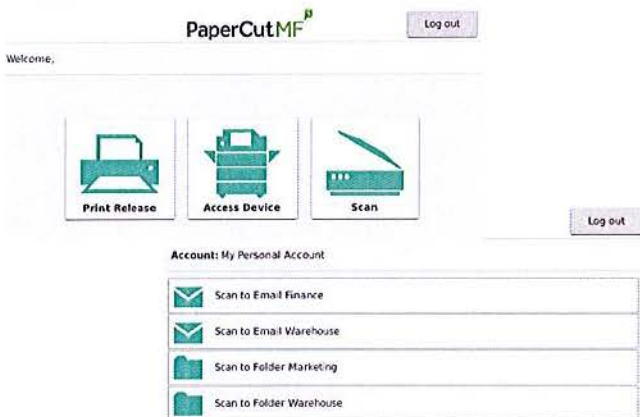 PaperCutMF
Log out
Welcome,
Print Release
Access Device
Scan
Log out
Account: My Personal Account
Scan to Email Finance
Scan to Email Warehouse
Scan to Folder Marketing
Scan to Folder Warehouse